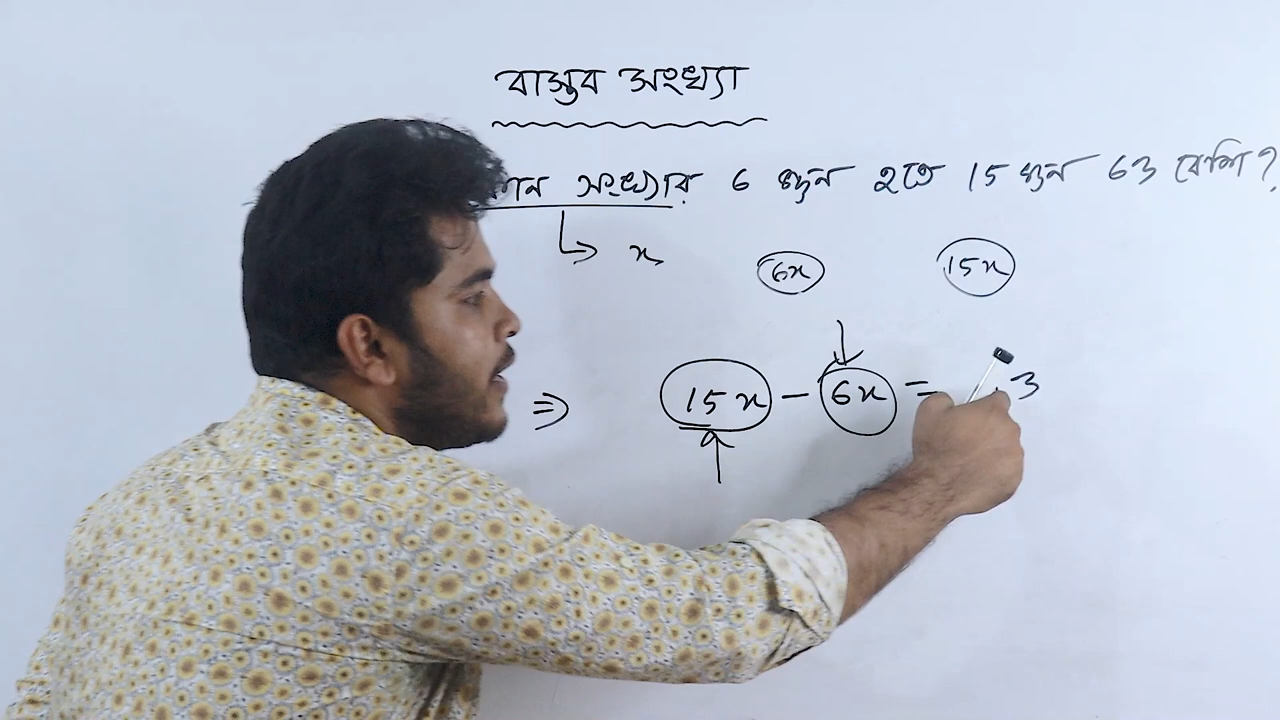 বাস্তব সংখ্যা
সংখ্যার 6 গুন হতে 15 গুন 63 বেশি?
x
6x 15x
⇒ 15x - 6x = 3